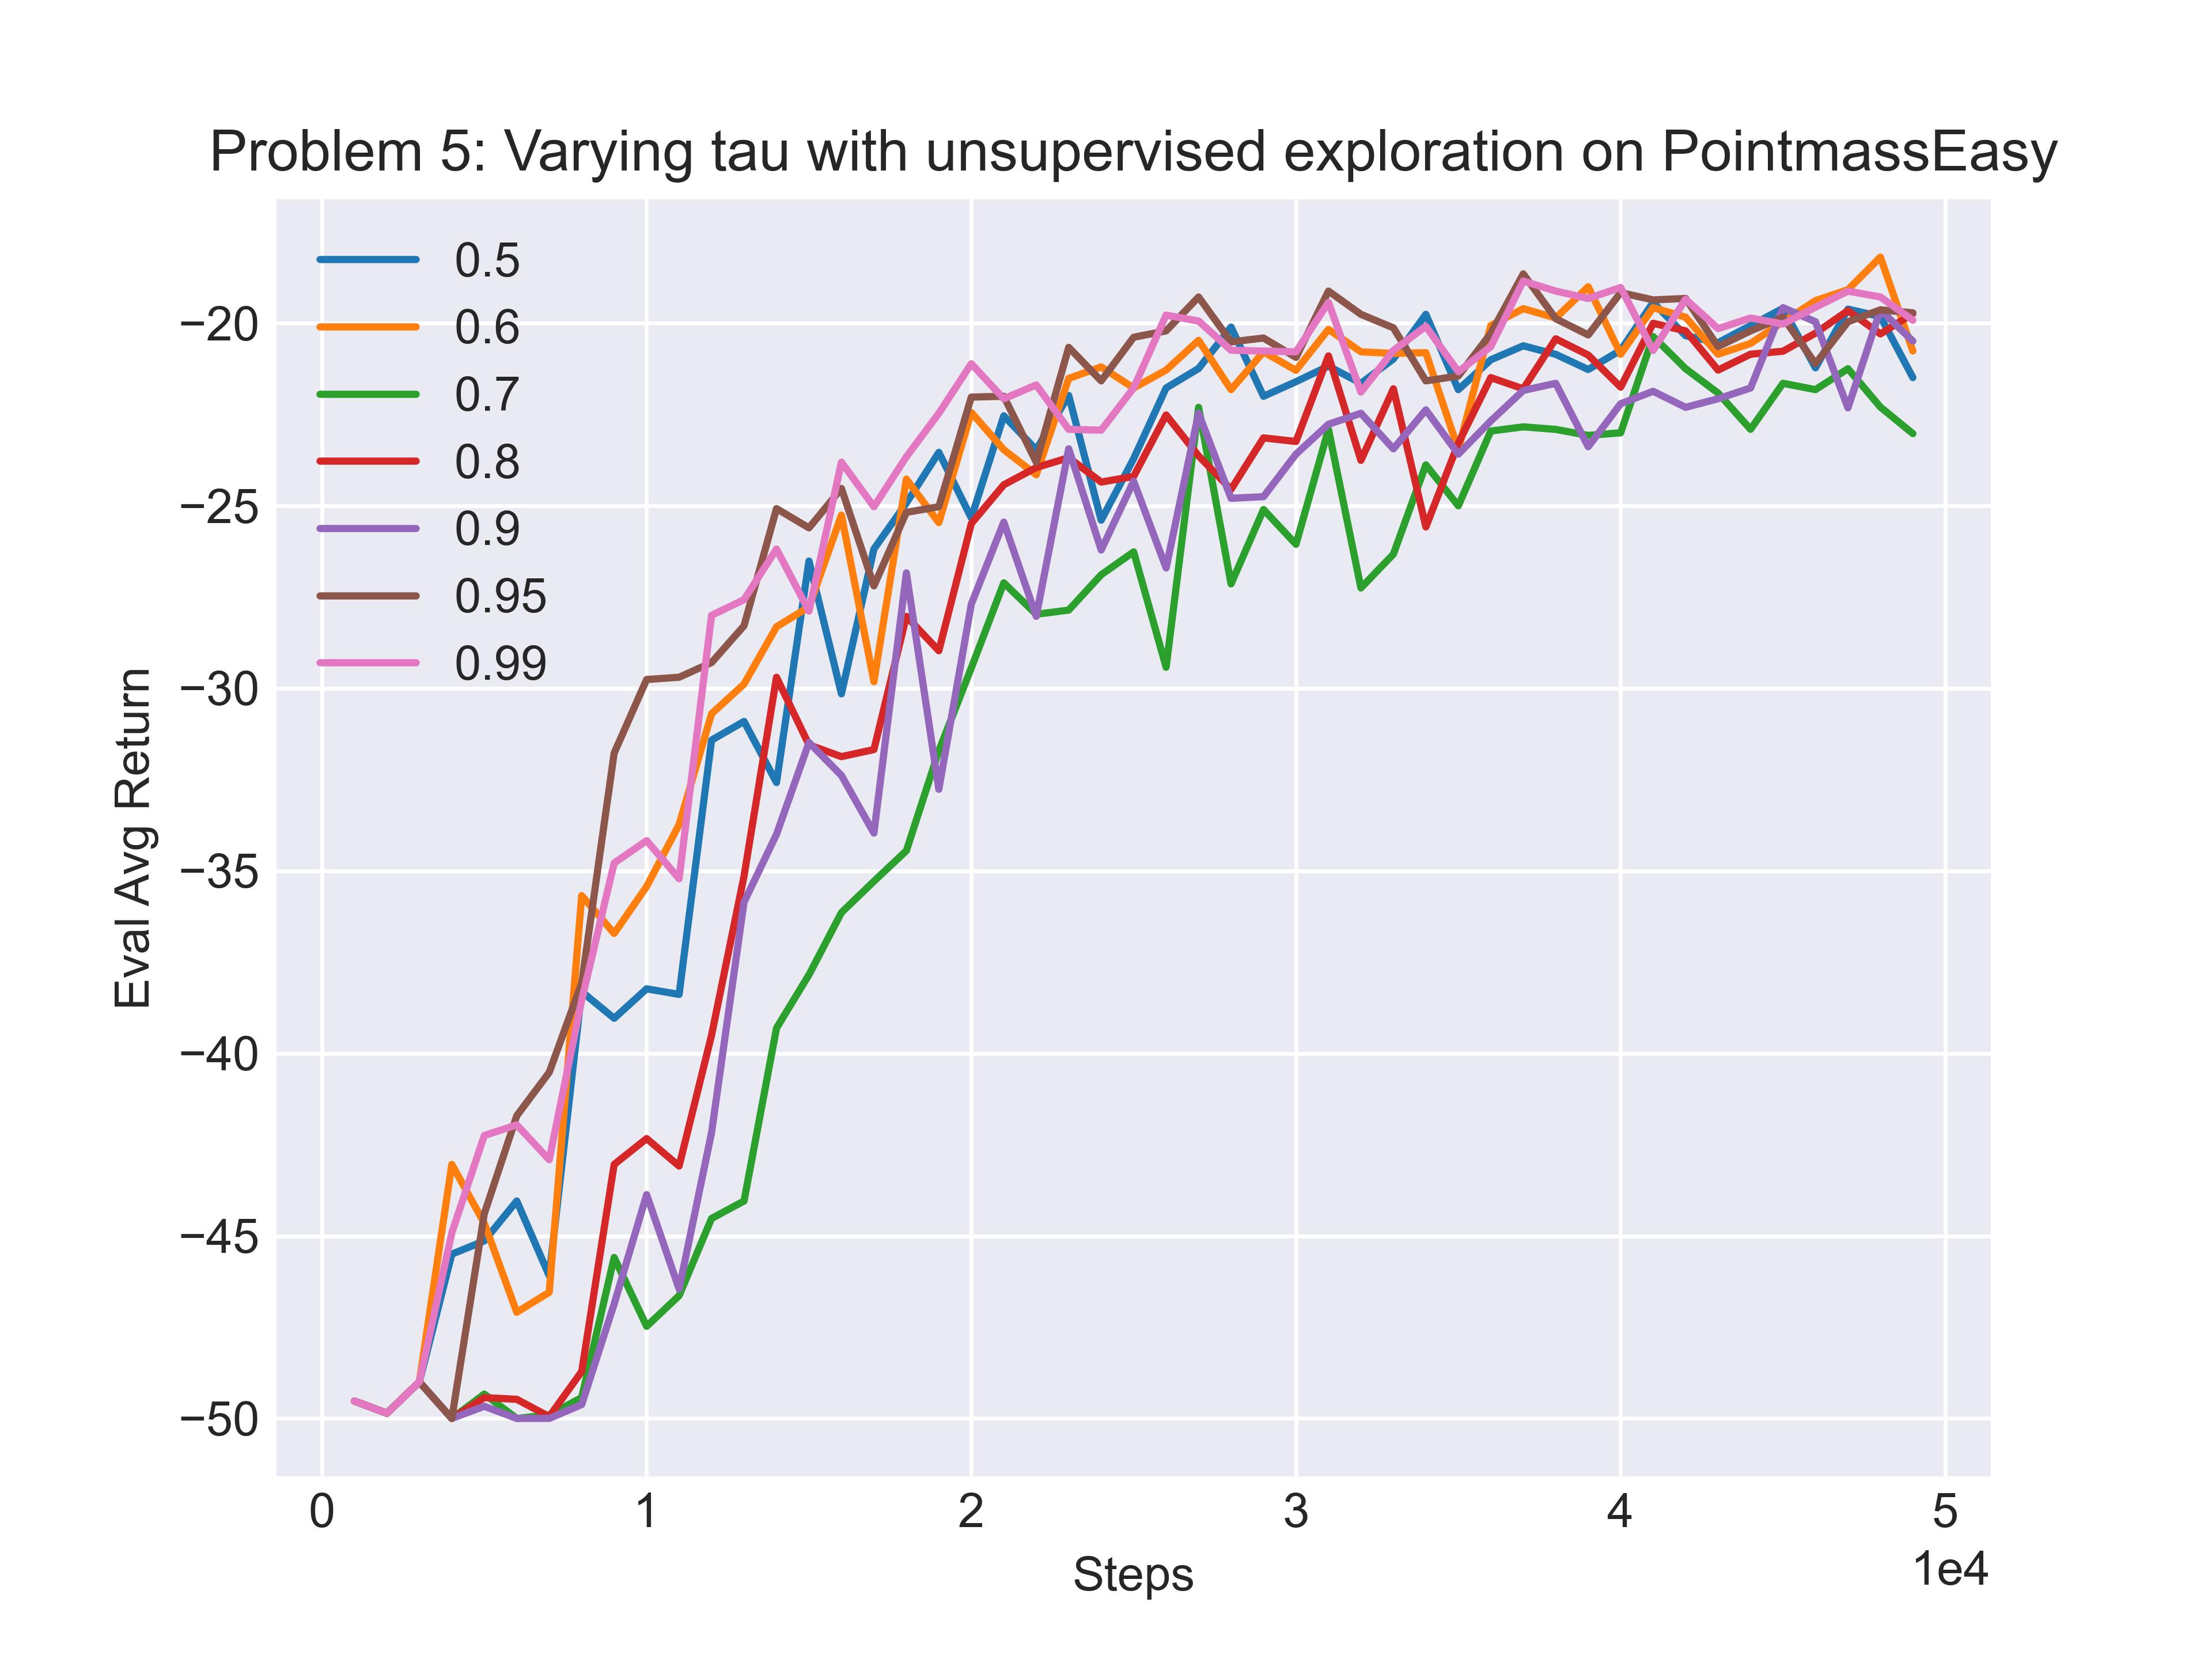 Problem 5: Varying tau with unsupervised exploration on PointmassEasy
0.5
0.6
0.7
0.8
0.9
0.95
0.99
Eval Avg Return
−20
−25
−30
−35
−40
−45
−50
0 1 2 3 4 5
1e4
Steps